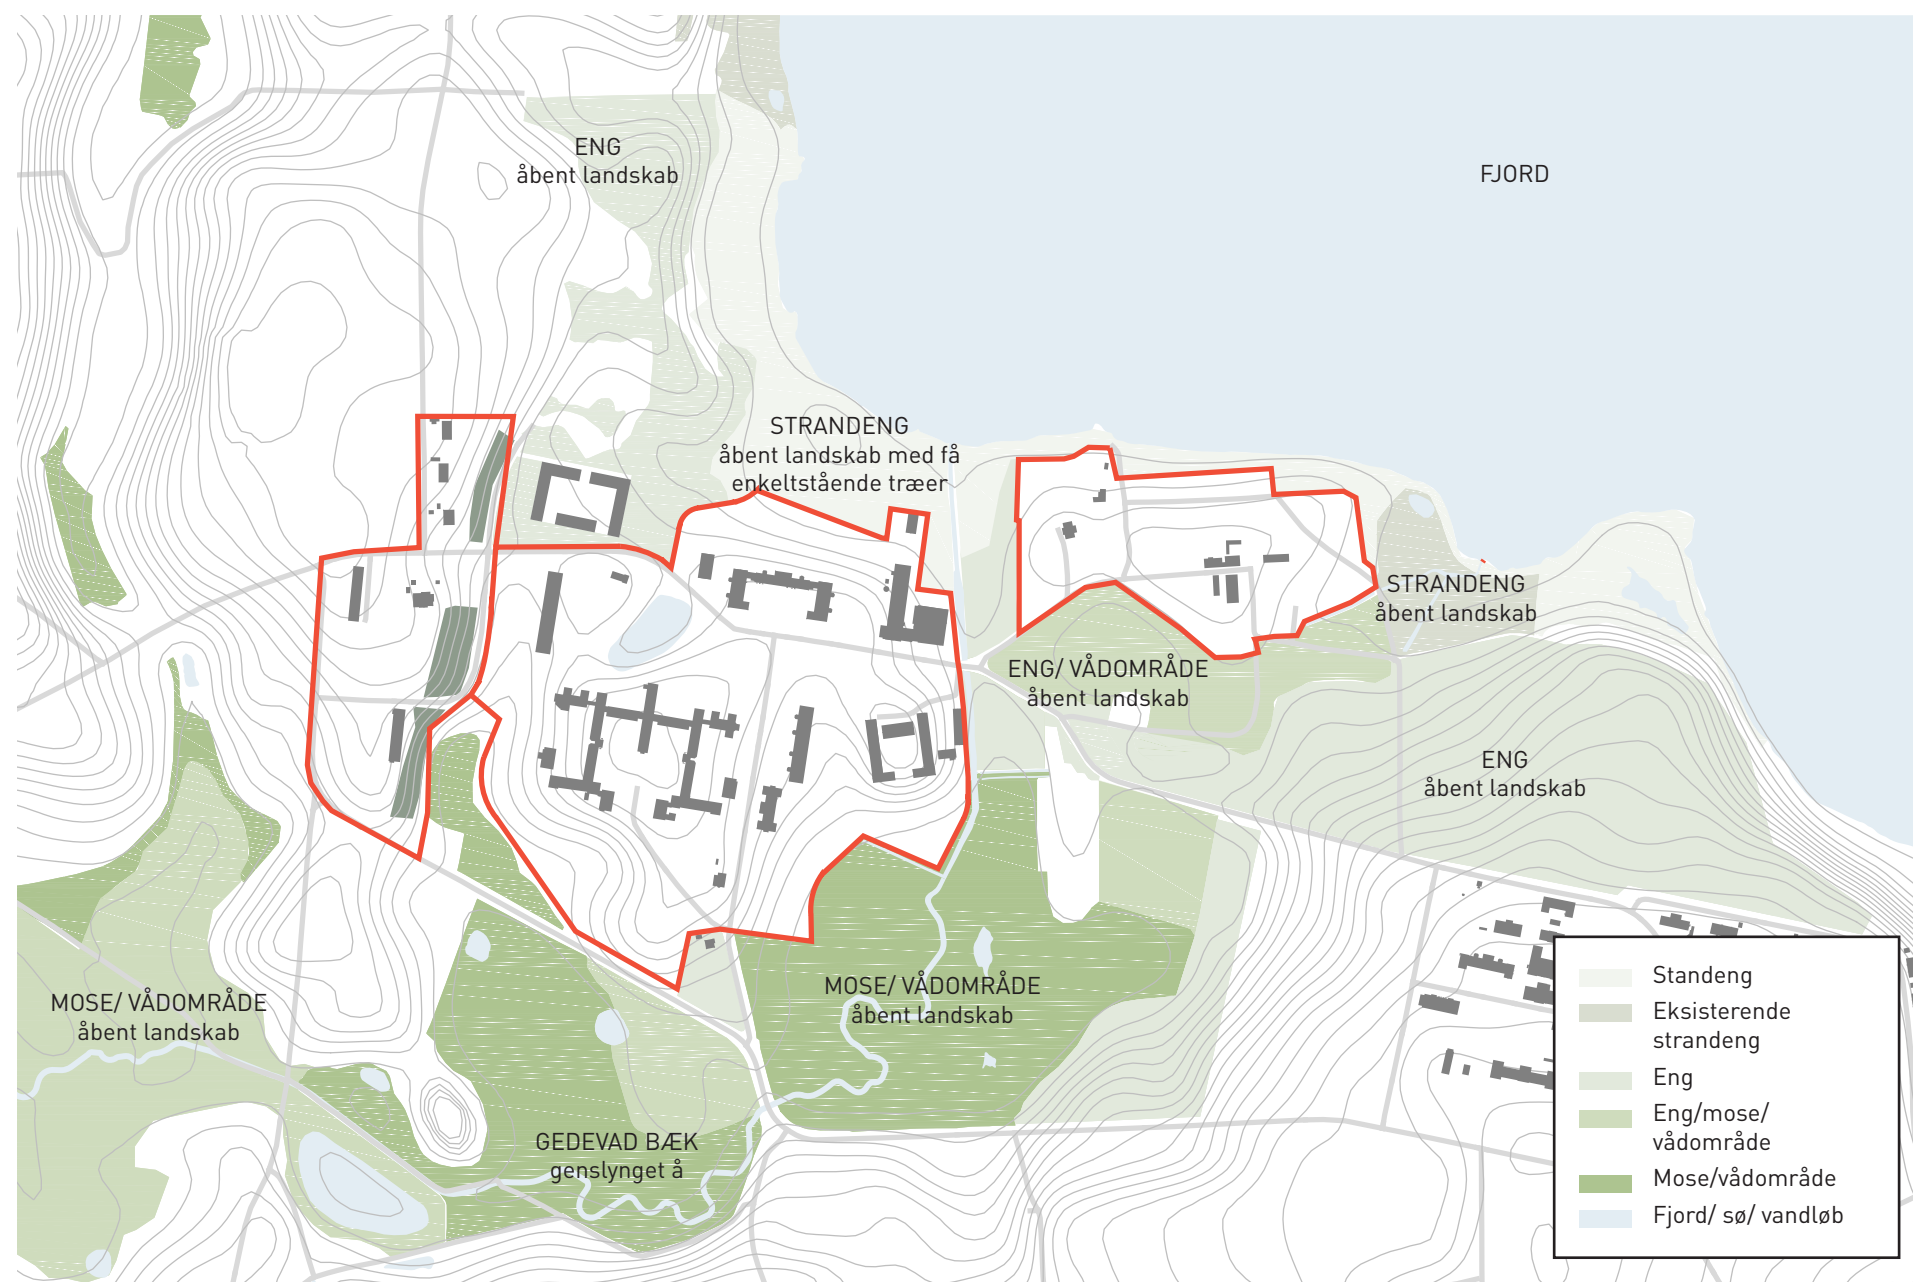 ENG
åbent landskab
FJORD
STRANDENG
åbent landskab med få
enkeltstående træer
STRANDENG
åbent landskab
ENG/ VÅDOMRÅDE
åbent landskab
ENG
åbent landskab
MOSE/ VÅDOMRÅDE
åbent landskab
MOSE/ VÅDOMRÅDE
åbent landskab
GEDEVAD BÆK
genslynget å
Standeng
Eksisterende
strandeng
Eng
Eng/mose/
vådområde
Mose/vådområde
Fjord/ sø/ vandløb